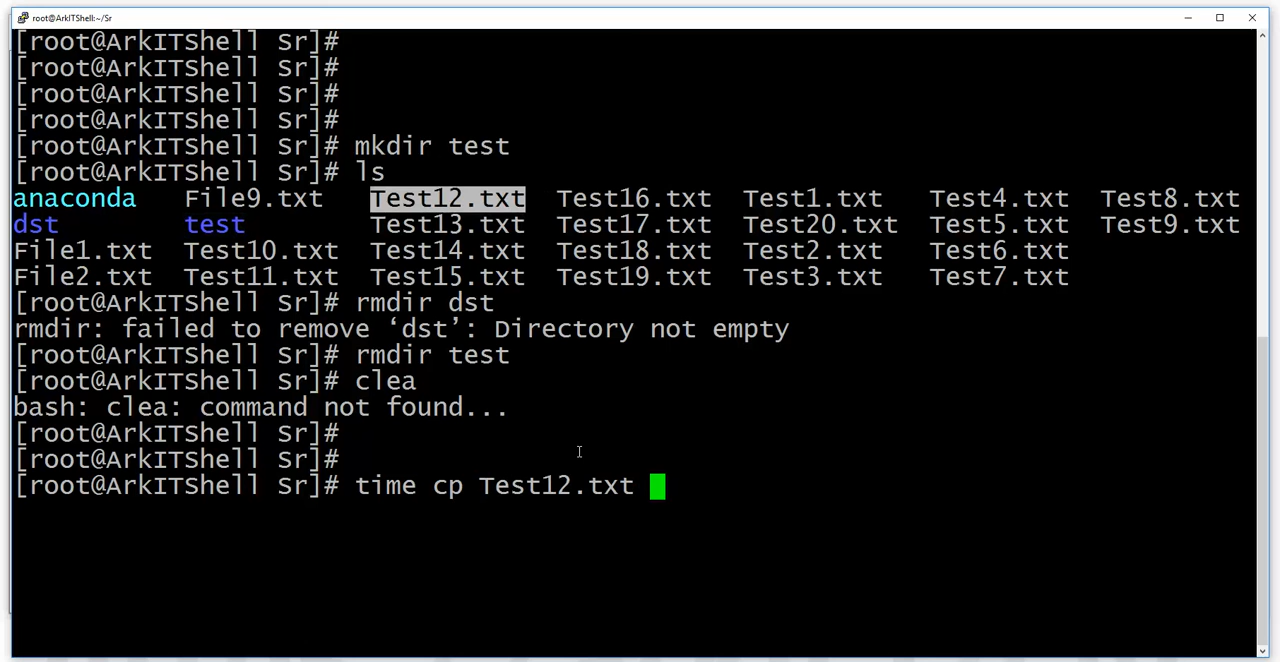 root@ArkITShell:~/Sr
[root@ArkITShell Sr]#
[root@ArkITShell Sr]#
[root@ArkITShell Sr]#
[root@ArkITShell Sr]#
[root@ArkITShell Sr]# mkdir test
[root@ArkITShell Sr]# ls
anaconda File9.txt Test12.txt Test16.txt Test1.txt Test4.txt Test8.txt
dst test Test13.txt Test17.txt Test20.txt Test5.txt Test9.txt
File1.txt Test10.txt Test14.txt Test18.txt Test2.txt Test6.txt
File2.txt Test11.txt Test15.txt Test19.txt Test3.txt Test7.txt
[root@ArkITShell Sr]# rmdir dst
rmdir: failed to remove ‘dst’: Directory not empty
[root@ArkITShell Sr]# rmdir test
[root@ArkITShell Sr]# clea
bash: clea: command not found...
[root@ArkITShell Sr]#
[root@ArkITShell Sr]#
[root@ArkITShell Sr]# time cp Test12.txt